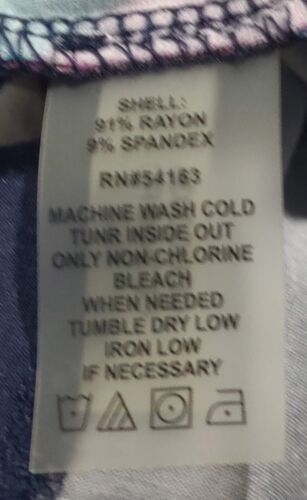 SHELL:
91% RAYON
9% SPANDEX
RN#54163
MACHINE WASH COLD
TUNR INSIDE OUT
ONLY NON-CHLORINE
BLEACH
WHEN NEEDED
TUMBLE DRY LOW
IRON LOW
IF NECESSARY